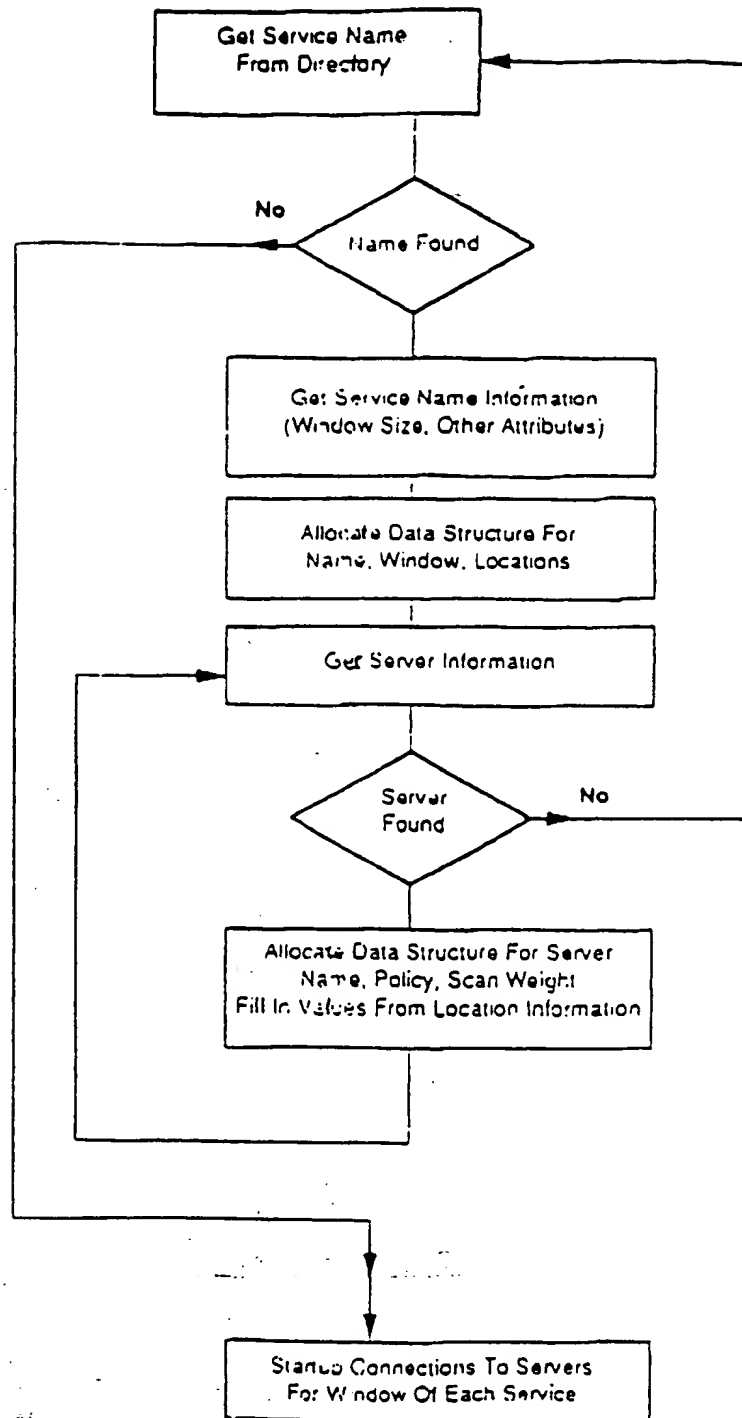 Get Service Name
From Directory
No
Name Found
Get Service Name Information
(Window Size, Other Attributes)
Allocate Data Structure For
Name, Window, Locations
Get Server Information
Server
Found
No
Allocate Data Structure For Server
Name, Policy, Scan Weight
Fill In Values From Location Information
Startup Connections To Servers
For Window Of Each Service